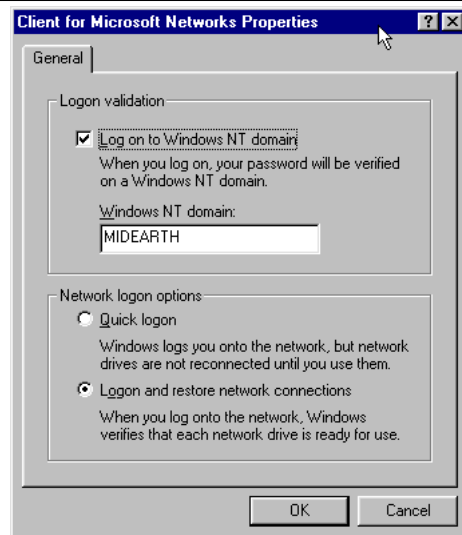 Client for Microsoft Networks Properties
General
Logon validation
Log on to Windows NT domain
When you log on, your password will be verified
on a Windows NT domain.
Windows NT domain:
MIDEARTH
Network logon options
Quick logon
Windows logs you onto the network, but network
drives are not reconnected until you use them.
Logon and restore network connections
When you log onto the network, Windows
verifies that each network drive is ready for use.
OK
Cancel